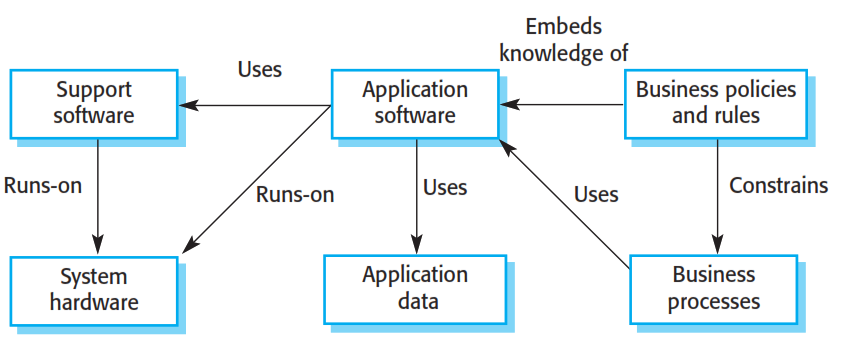 Embeds
knowledge of
Uses
Support
software
Application
software
Business policies
and rules
Runs-on
Runs-on
Uses
Uses
Constrains
System
hardware
Application
data
Business
processes